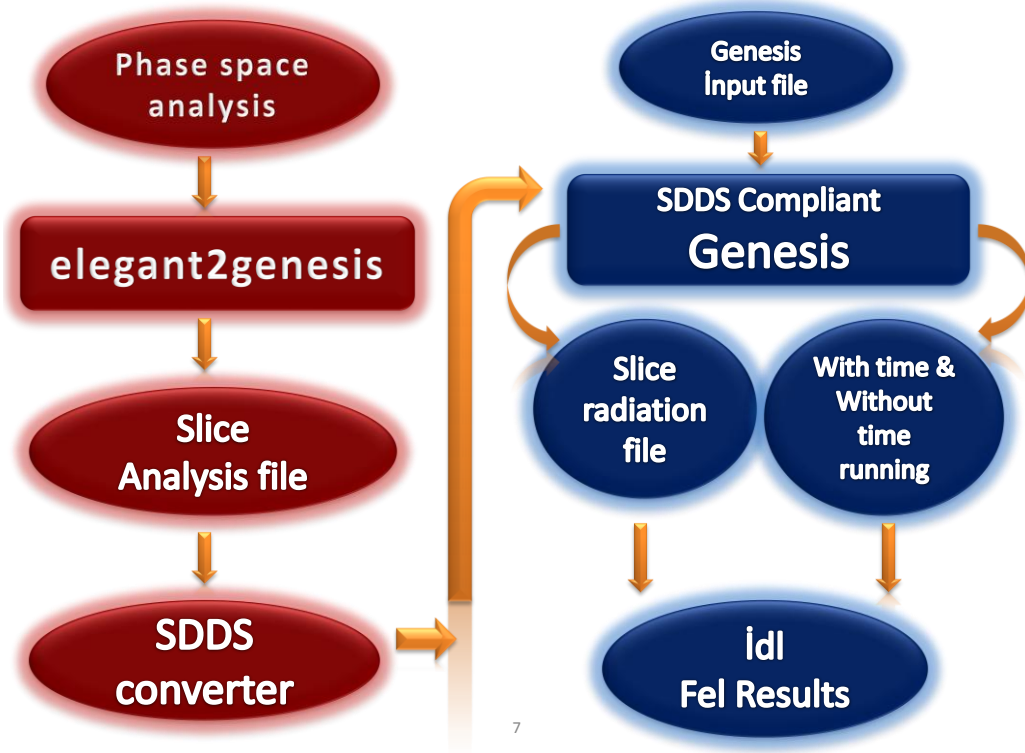 Phase space
analysis
elegant2genesis
Slice
Analysis file
SDDS
converter
Genesis
İnput file
SDDS Compliant
Genesis
Slice
radiation
file
With time &
Without
time
running
İdl
Fel Results
7